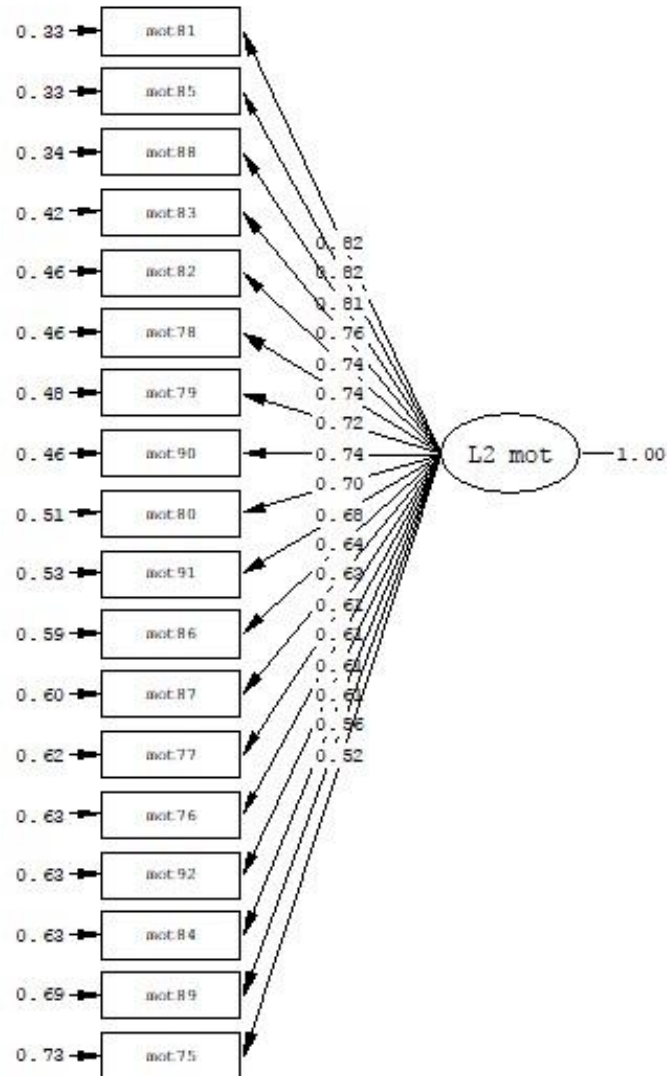 0.33 mot81
0.33 mot85
0.34 mot88
0.42 mot83
0.46 mot82
0.46 mot78
0.48 mot79
0.46 mot90
0.51 mot80
0.53 mot91
0.59 mot86
0.60 mot87
0.62 mot77
0.63 mot76
0.63 mot92
0.63 mot84
0.69 mot89
0.73 mot75
0.82
0.82
0.81
0.76
0.74
0.74
0.72
0.74
0.70
0.68
0.64
0.63
0.61
0.61
0.61
0.56
0.52
L2 mot
1.00